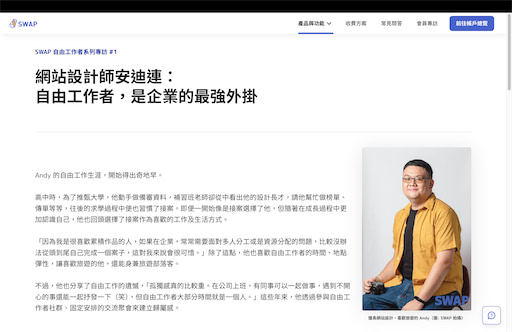 SWAP
產品與功能
收費方案
常見問答
會員專訪
前往帳戶總覽
SWAP 自由工作者系列專訪 #1
網站設計師安迪連：
自由工作者，是企業的最強外掛
Andy 的自由工作生涯，開始得出奇地早。
高中時，為了推甄大學，他動手做備審資料，補習班老師卻從中看出他的設計長才，請他幫忙做榜單、
傳單等等，往後的求學過程中便也習慣了接案。即便一開始像是接案選擇了他，但隨著在成長過程中更
加認識自己，他也回頭選擇了接案作為喜歡的工作及生活方式。
「因為我是很喜歡累積作品的人，如果在企業，常常需要面對多人分工或是資源分配的問題，比較沒辦
法從頭到尾自己完成一個案子，這對我來說會很可惜。」除了這點，他也喜歡自由工作者的時間、地點
彈性，讓喜歡旅遊的他，還能身兼旅遊部落客。
不過，他也分享了自由工作的遺憾，「孤獨感真的比較重。在公司上班，有同事可以一起做事，遇到不開
心的事還能一起抒發一下（笑），但自由工作者大部分時間就是一個人。」這些年來，他透過參與自由工
作者社群、固定安排的交流聚會來建立歸屬感。
SWAP
擅長網站設計、喜歡旅遊的 Andy（圖: SWAP 拍攝）